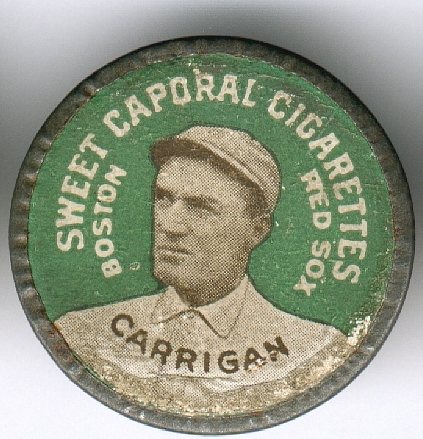 SWEET CAPORAL CIGARETTES
BOSTON
RED SOX
CARRIGAN